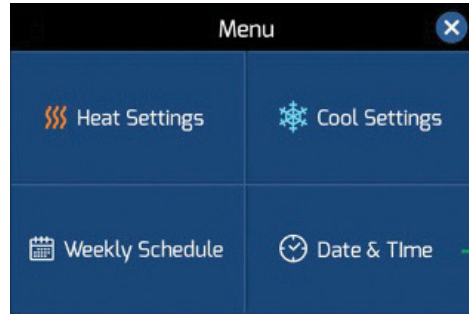 Menu
Heat Settings
Cool Settings
Weekly Schedule
Date & TIme